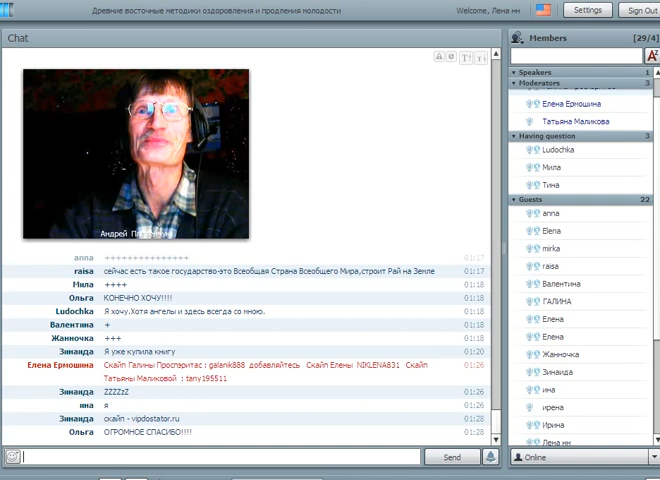 Древние восточные методики оздоровления и продления молодости
Welcome, Лена нн
Settings
Sign Out
Chat
Members
[29/4]
Speakers 1
Moderators 3
Елена Ермошина
Татьяна Маликова
Having question 3
Ludochka
Мила
Тина
Guests 22
anna
Elena
mirka
raisa
Валентина
ГАЛИНА
Елена
Елена
Жанночка
Зинаида
ина
ирена
Ирина
Лена нн
Online
Андрей
anna +++++++++++++++ 01:17
raisa сейчас есть такое государство-это Всеобщая Страна Всеобщего Мира,строит Рай на Земле 01:17
Мила ++++ 01:18
Ольга КОНЕЧНО ХОЧУ!!!! 01:18
Ludochka Я хочу.Хотя ангелы и здесь всегда со мною. 01:18
Валентина + 01:18
Жанночка +++ 01:18
Зинаида Я уже купила книгу 01:20
Елена Ермошина Скайп Галины Проспэритас : galanik888 добавляйтесь Скайп Елены NIKLENA831 Скайп 01:26
Татьяны Маликовой : tany195511
Зинаида ZZZZzZ 01:26
ина я 01:26
Зинаида скайп - vipdostator.ru 01:28
Ольга ОГРОМНОЕ СПАСИБО!!!! 01:28
Send